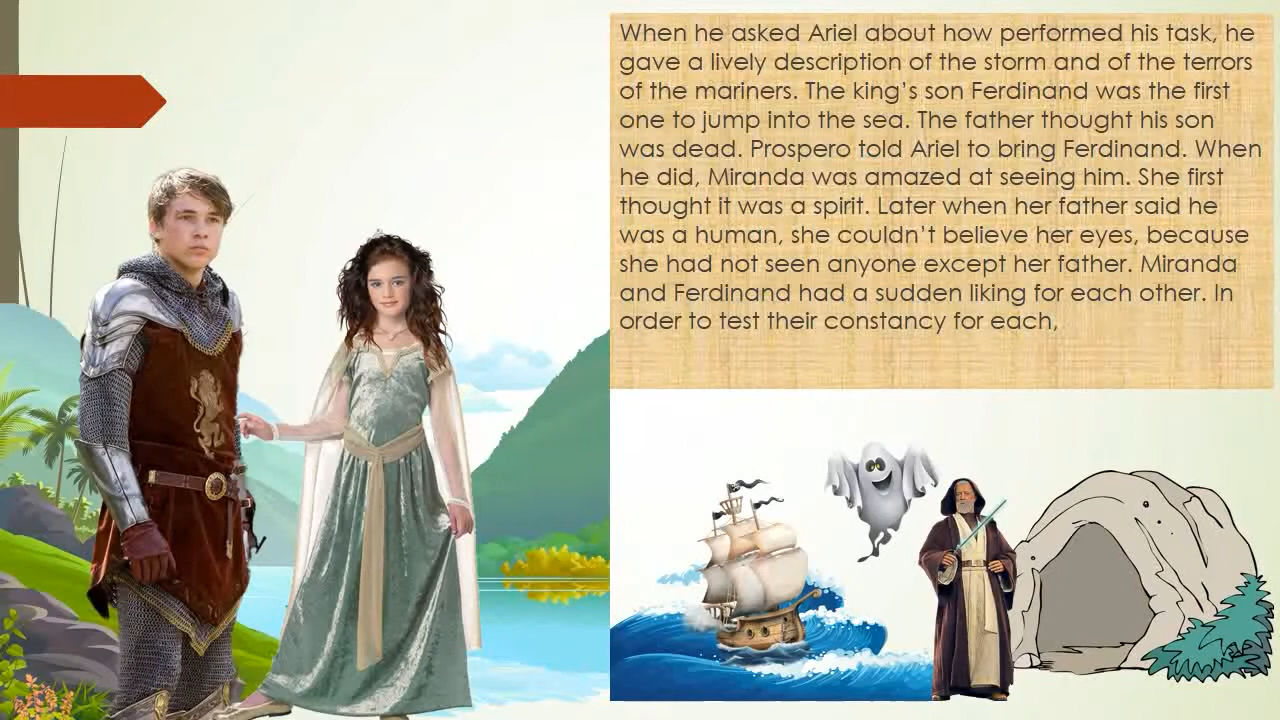 When he asked Ariel about how performed his task, he
gave a lively description of the storm and of the terrors
of the mariners. The king's son Ferdinand was the first
one to jump into the sea. The father thought his son
was dead. Prospero told Ariel to bring Ferdinand. When
he did, Miranda was amazed at seeing him. She first
thought it was a spirit. Later when her father said he
was a human, she couldn't believe her eyes, because
she had not seen anyone except her father. Miranda
and Ferdinand had a sudden liking for each other. In
order to test their constancy for each,